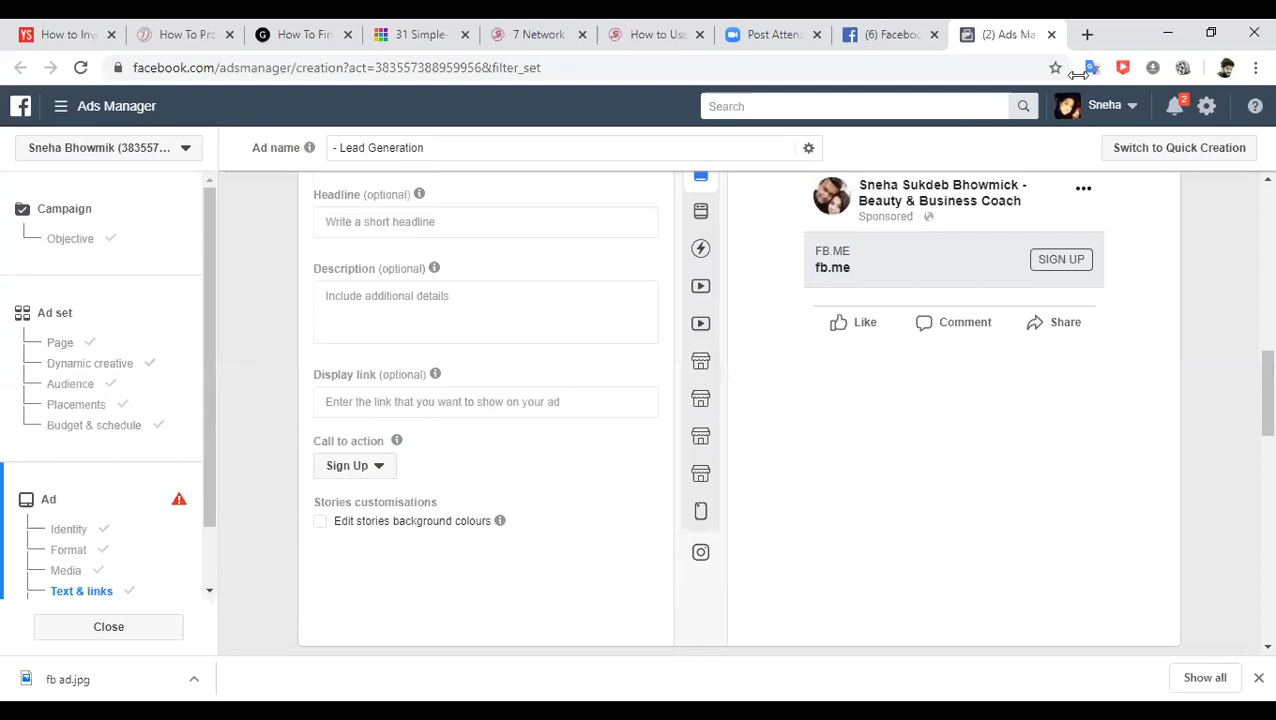 How to Inv
How To Pro
How To Fin
31 Simple-
7 Network
How to Use
Post Attend
(6) Facebo
(2) Ads Ma
facebook.com/adsmanager/creation?act=383557388959956&filter_set
Ads Manager
Search
Sneha
2
Sneha Bhowmik (383557...
Ad name
- Lead Generation
Switch to Quick Creation
Campaign
Objective
Ad set
Page
Dynamic creative
Audience
Placements
Budget & schedule
Ad
Identity
Format
Media
Text & links
Close
Headline (optional)
Write a short headline
Description (optional)
Include additional details
Display link (optional)
Enter the link that you want to show on your ad
Call to action
Sign Up
Stories customisations
Edit stories background colours
Sneha Sukdeb Bhowmick -
Beauty & Business Coach
Sponsored ·
FB.ME
fb.me
SIGN UP
Like
Comment
Share
fb ad.jpg
Show all